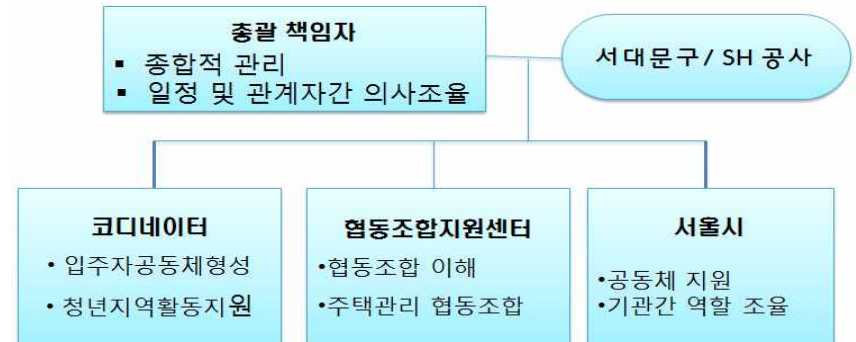 총괄 책임자
▪ 종합적 관리
▪ 일정 및 관계자간 의사조율
서대문구/ SH 공사
코디네이터
• 입주자공동체형성
• 청년지역활동지원
협동조합지원센터
•협동조합 이해
•주택관리 협동조합
서울시
•공동체 지원
•기관간 역할 조율